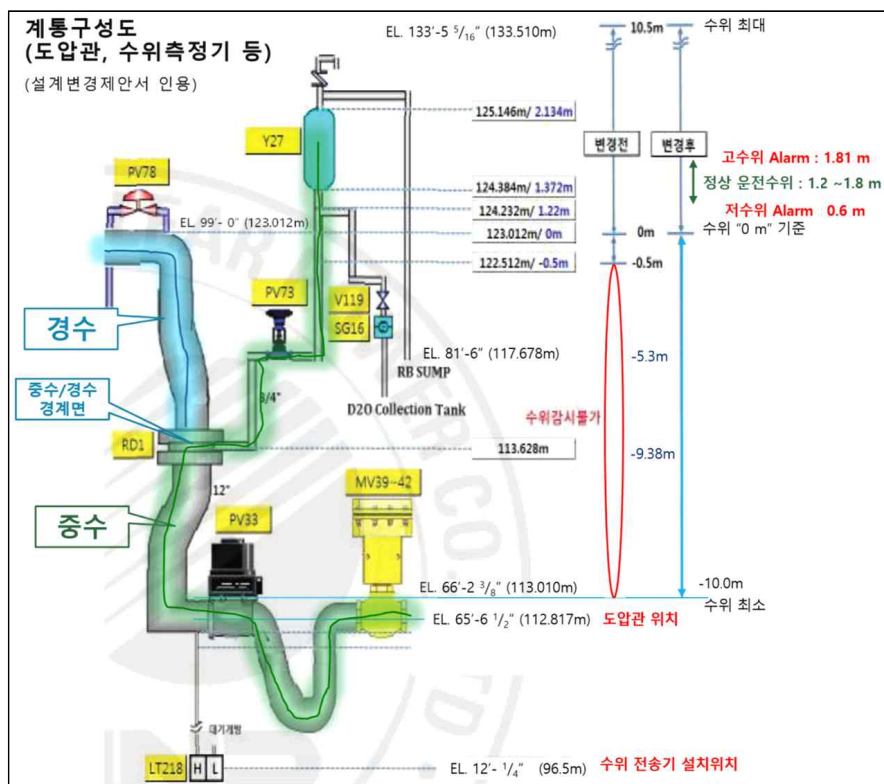 계통구성도
(도압관, 수위측정기 등)
(설계변경제안서 인용)
EL. 133'-5 5/16" (133.510m)
10.5m
수위 최대
125.146m/ 2.134m
Y27
변경전
변경후
고수위 Alarm : 1.81 m
정상 운전수위 : 1.2 ~1.8 m
저수위 Alarm 0.6 m
PV78
124.384m/ 1.372m
124.232m/ 1.22m
EL. 99'- 0" (123.012m)
123.012m/ 0m
0m
수위 "0 m" 기준
122.512m/ -0.5m
-0.5m
PV73
V119
SG16
경수
EL. 81'-6" (117.678m)
RB SUMP
-5.3m
3/4"
D2O Collection Tank
중수/경수
경계면
수위감시불가
RD1
113.628m
-9.38m
12"
MV39~42
중수
PV33
EL. 66'-2 3/8" (113.010m)
-10.0m
수위 최소
EL. 65'-6 1/2" (112.817m)
도압관 위치
대기개방
LT218
H L
EL. 12'- 1/4" (96.5m)
수위 전송기 설치위치